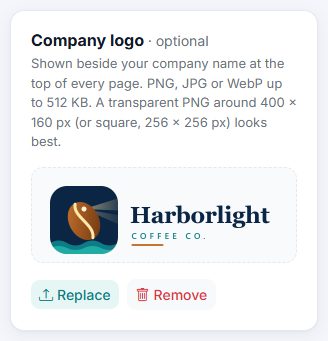 Company logo · optional
Shown beside your company name at the
top of every page. PNG, JPG or WebP up
to 512 KB. A transparent PNG around 400 ×
160 px (or square, 256 × 256 px) looks
best.
Harborlight
COFFEE CO.
Replace
Remove